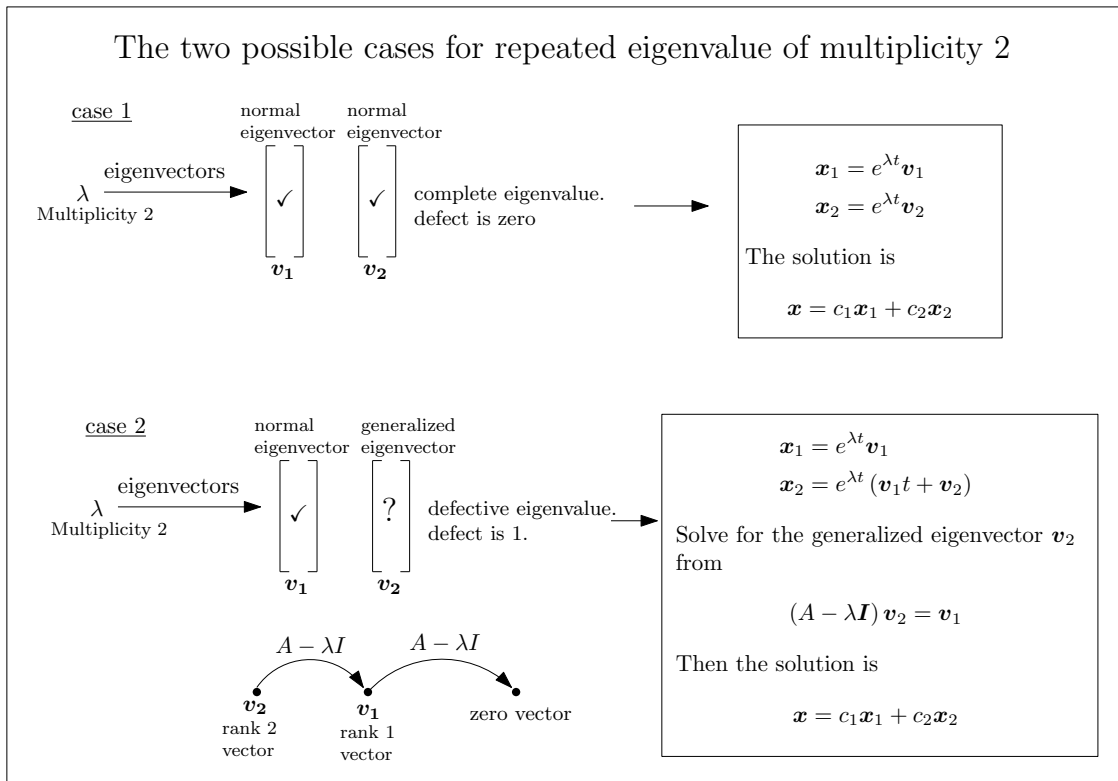 The two possible cases for repeated eigenvalue of multiplicity 2
case 1
λ
Multiplicity 2
eigenvectors
normal
eigenvector
✓
v₁
normal
eigenvector
✓
v₂
complete eigenvalue.
defect is zero
x₁ = e^{λt}v₁
x₂ = e^{λt}v₂
The solution is
x = c₁x₁ + c₂x₂
case 2
λ
Multiplicity 2
eigenvectors
normal
eigenvector
✓
v₁
generalized
eigenvector
?
v₂
defective eigenvalue.
defect is 1.
x₁ = e^{λt}v₁
x₂ = e^{λt} (v₁t + v₂)
Solve for the generalized eigenvector v₂
from
(A − λI) v₂ = v₁
Then the solution is
x = c₁x₁ + c₂x₂
A − λI
A − λI
v₂
rank 2
vector
v₁
rank 1
vector
zero vector